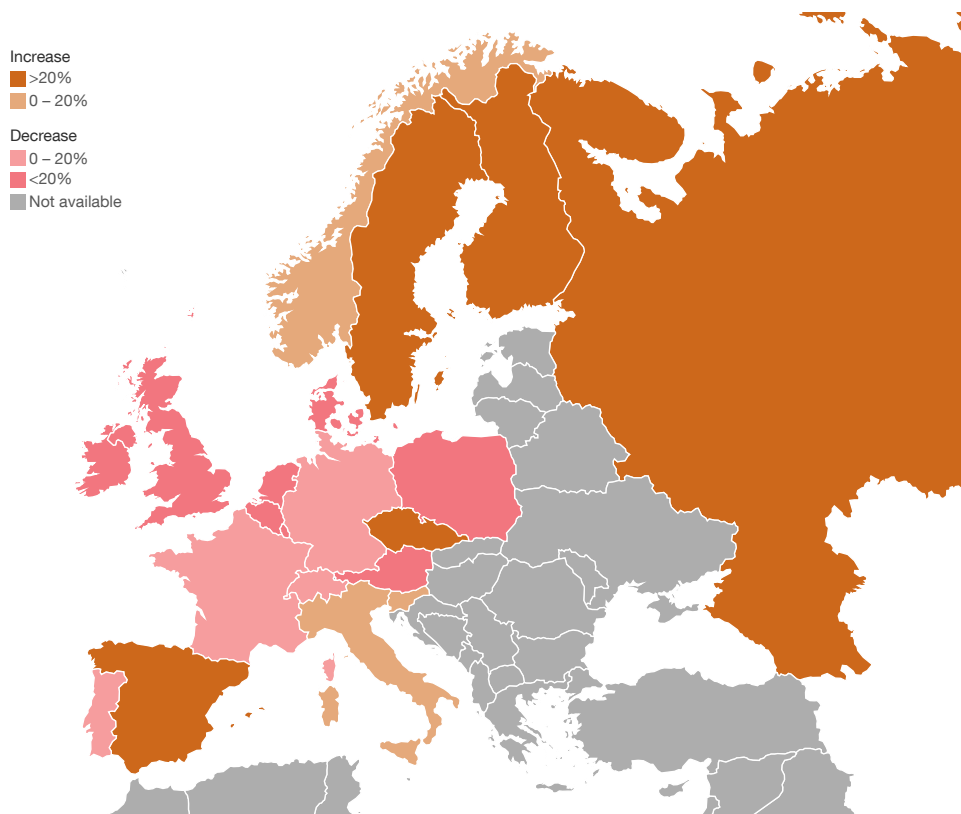 Increase
>20%
0 – 20%
Decrease
0 – 20%
<20%
Not available